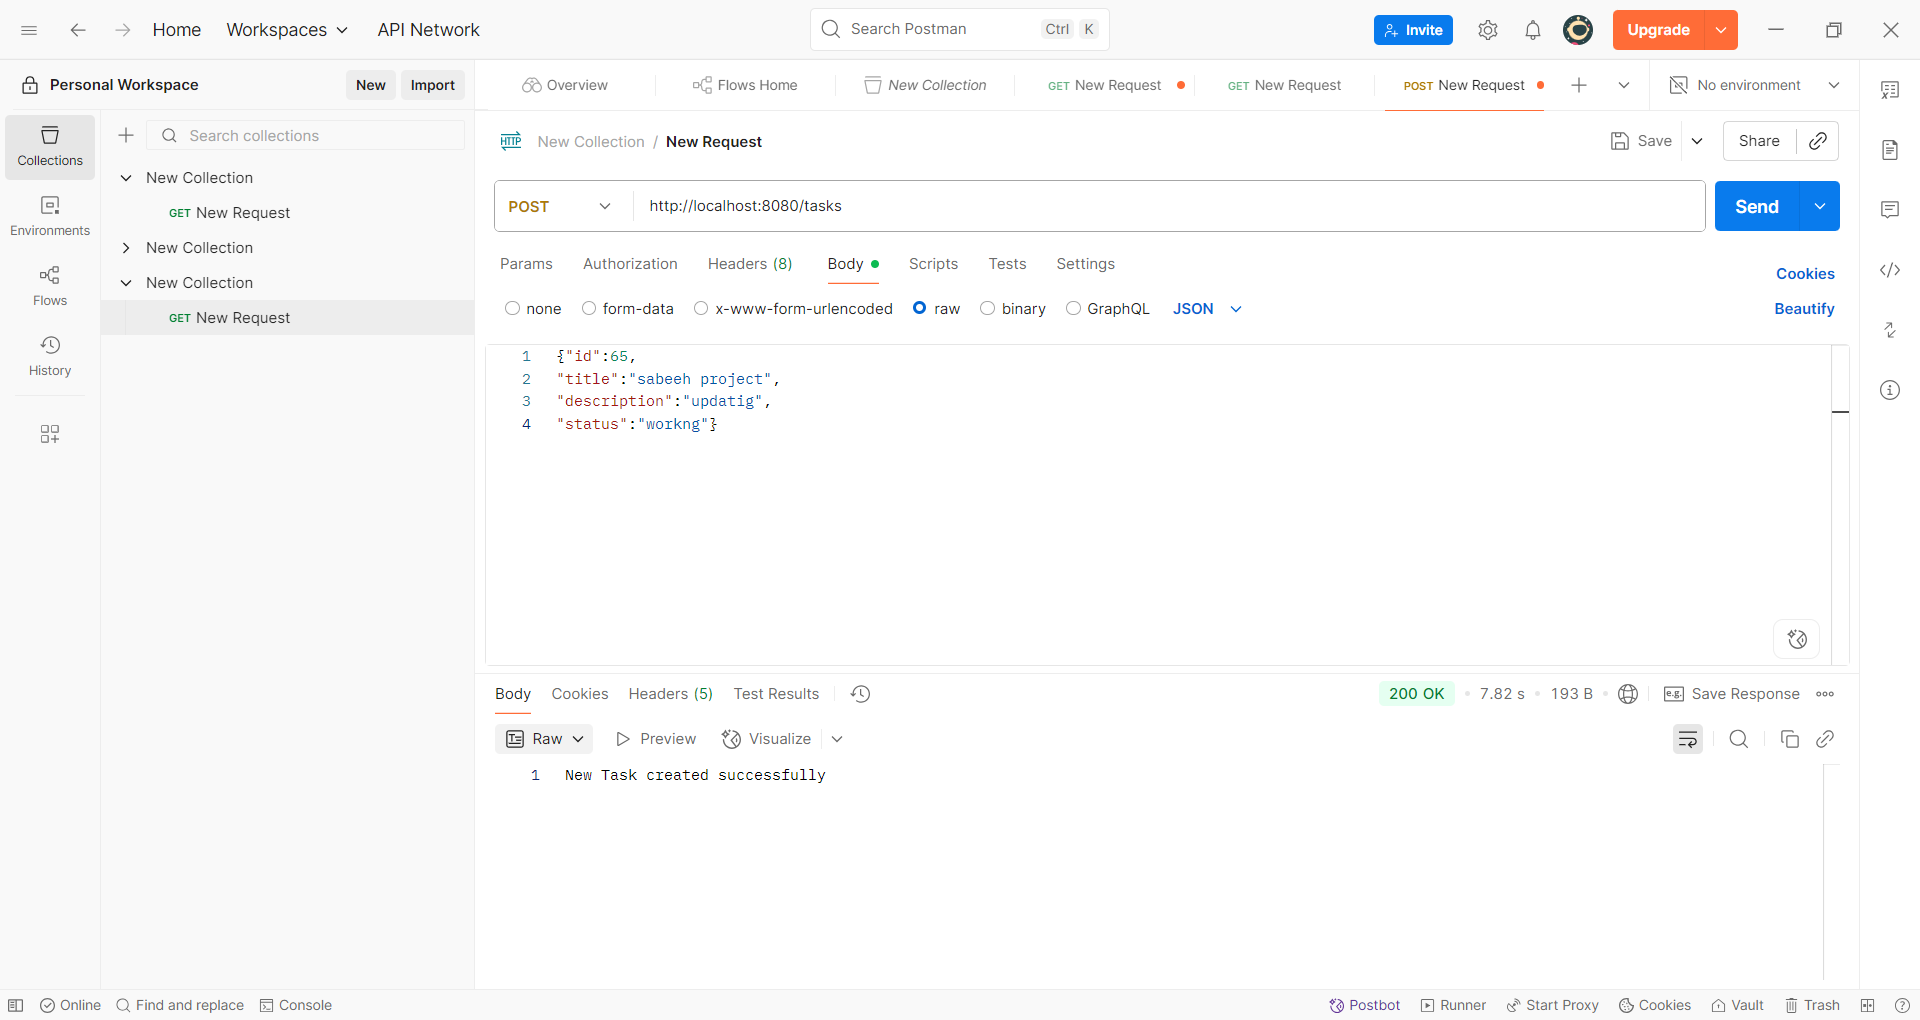 Home
Workspaces
API Network
Search Postman
Ctrl K
Invite
Upgrade
Personal Workspace
New
Import
Overview
Flows Home
New Collection
GET New Request
GET New Request
POST New Request
No environment
Collections
Environments
Flows
History
Search collections
New Collection
GET New Request
New Collection
New Collection
GET New Request
HTTP New Collection / New Request
Save
Share
POST
http://localhost:8080/tasks
Send
Params
Authorization
Headers (8)
Body
Scripts
Tests
Settings
Cookies
none
form-data
x-www-form-urlencoded
raw
binary
GraphQL
JSON
Beautify
1 {"id":65,
2 "title":"sabeeh project",
3 "description":"updatig",
4 "status":"workng"}
Body
Cookies
Headers (5)
Test Results
200 OK
7.82 s
193 B
e.g. Save Response
Raw
Preview
Visualize
1 New Task created successfully
Online
Find and replace
Console
Postbot
Runner
Start Proxy
Cookies
Vault
Trash